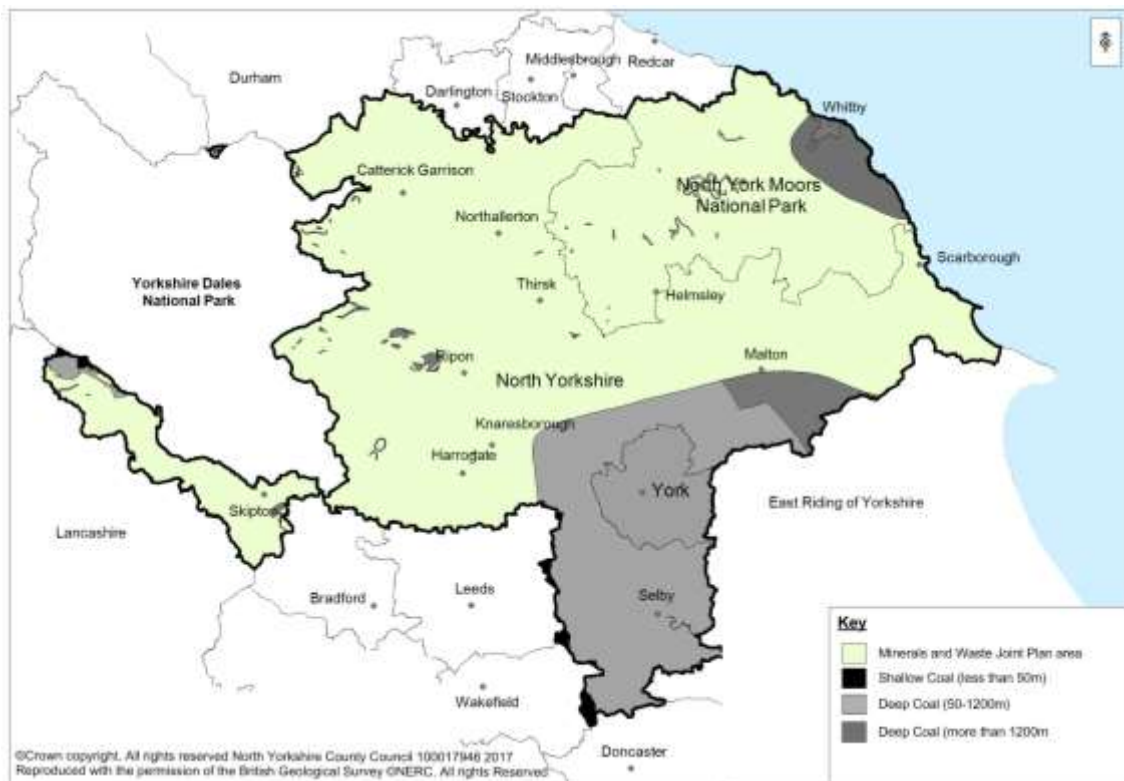 Middlesbrough
Redcar
Durham
Darlington
Stockton
Whitby
Catterick Garrison
North York Moors
National Park
Northallerton
Scarborough
Yorkshire Dales
National Park
Thirsk
Helmsley
Ripon
North Yorkshire
Malton
Knaresborough
Harrogate
York
East Riding of Yorkshire
Skipton
Lancashire
Bradford
Leeds
Selby
Wakefield
Doncaster
Key
Minerals and Waste Joint Plan area
Shallow Coal (less than 50m)
Deep Coal (50-1200m)
Deep Coal (more than 1200m
©Crown copyright. All rights reserved North Yorkshire County Council 100017946 2017
Reproduced with the permission of the British Geological Survey ©NERC. All rights Reserved